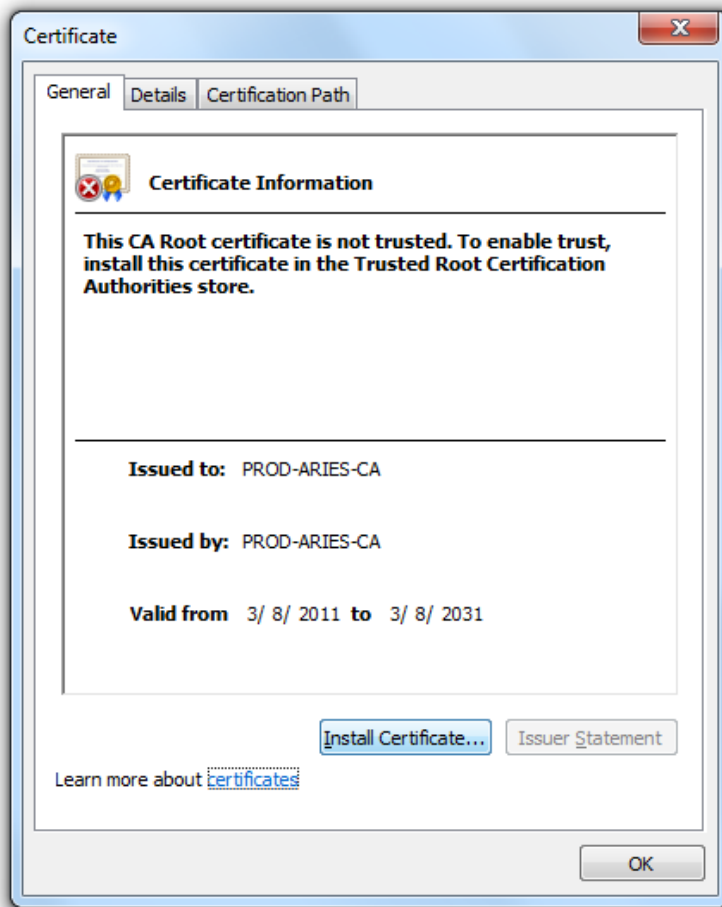 Certificate
General Details Certification Path
Certificate Information
This CA Root certificate is not trusted. To enable trust,
install this certificate in the Trusted Root Certification
Authorities store.
Issued to: PROD-ARIES-CA
Issued by: PROD-ARIES-CA
Valid from 3/ 8/ 2011 to 3/ 8/ 2031
Install Certificate... Issuer Statement
Learn more about certificates
OK